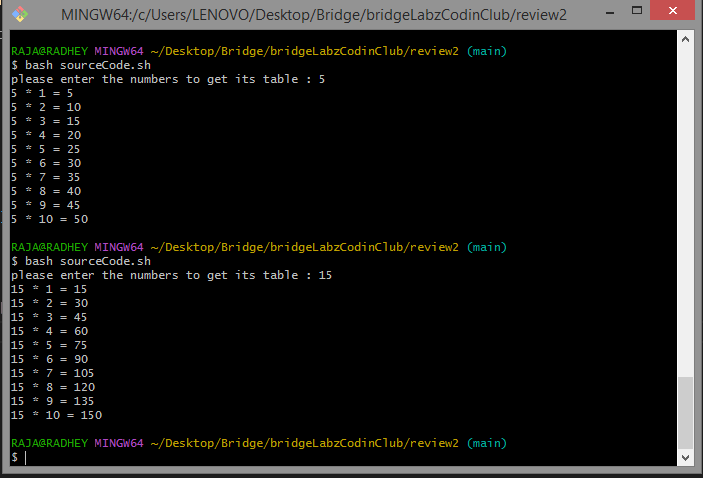 MINGW64:/c/Users/LENOVO/Desktop/Bridge/bridgeLabzCodinClub/review2
RAJA@RADHEY MINGW64 ~/Desktop/Bridge/bridgeLabzCodinClub/review2 (main)
$ bash sourceCode.sh
please enter the numbers to get its table : 5
5 * 1 = 5
5 * 2 = 10
5 * 3 = 15
5 * 4 = 20
5 * 5 = 25
5 * 6 = 30
5 * 7 = 35
5 * 8 = 40
5 * 9 = 45
5 * 10 = 50
RAJA@RADHEY MINGW64 ~/Desktop/Bridge/bridgeLabzCodinClub/review2 (main)
$ bash sourceCode.sh
please enter the numbers to get its table : 15
15 * 1 = 15
15 * 2 = 30
15 * 3 = 45
15 * 4 = 60
15 * 5 = 75
15 * 6 = 90
15 * 7 = 105
15 * 8 = 120
15 * 9 = 135
15 * 10 = 150
RAJA@RADHEY MINGW64 ~/Desktop/Bridge/bridgeLabzCodinClub/review2 (main)
$